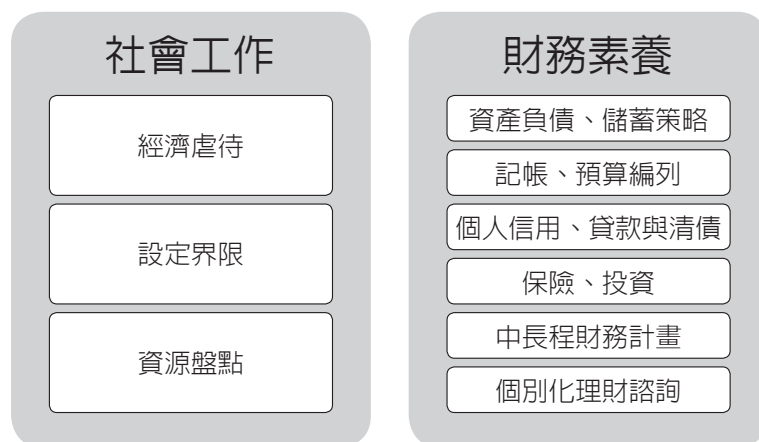 社會工作
經濟虐待
設定界限
資源盤點
財務素養
資產負債、儲蓄策略
記帳、預算編列
個人信用、貸款與清債
保險、投資
中長程財務計畫
個別化理財諮詢